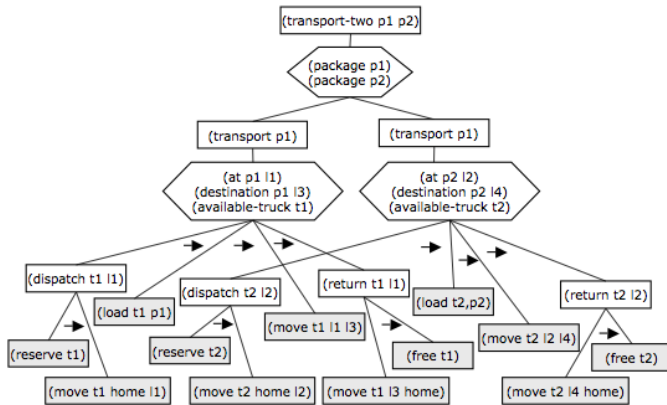 (transport-two p1 p2)
(package p1)
(package p2)
(transport p1)
(transport p1)
(at p1 l1)
(destination p1 l3)
(available-truck t1)
(at p2 l2)
(destination p2 l4)
(available-truck t2)
(dispatch t1 l1)
(load t1 p1)
(dispatch t2 l2)
(move t1 l1 l3)
(return t1 l1)
(load t2,p2)
(move t2 l2 l4)
(return t2 l2)
(reserve t1)
(reserve t2)
(free t1)
(free t2)
(move t1 home l1)
(move t2 home l2)
(move t1 l3 home)
(move t2 l4 home)